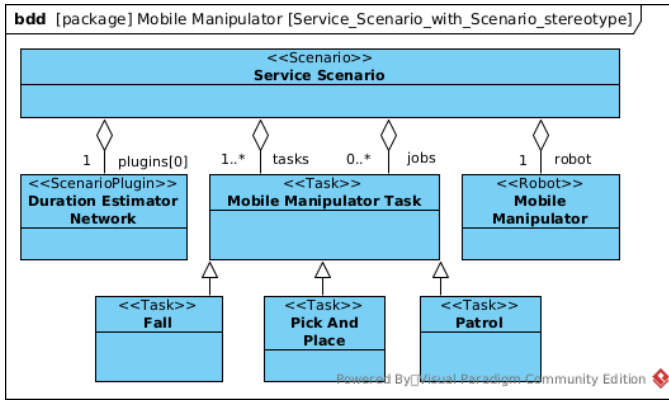 bdd [package] Mobile Manipulator [Service_Scenario_with_Scenario_stereotype]
<<Scenario>>
Service Scenario
1 plugins[0] 1..* tasks 0..* jobs 1 robot
<<ScenarioPlugin>>
Duration Estimator
Network
<<Task>>
Mobile Manipulator Task
<<Robot>>
Mobile
Manipulator
<<Task>>
Fall
<<Task>>
Pick And
Place
<<Task>>
Patrol
Powered By Visual Paradigm Community Edition